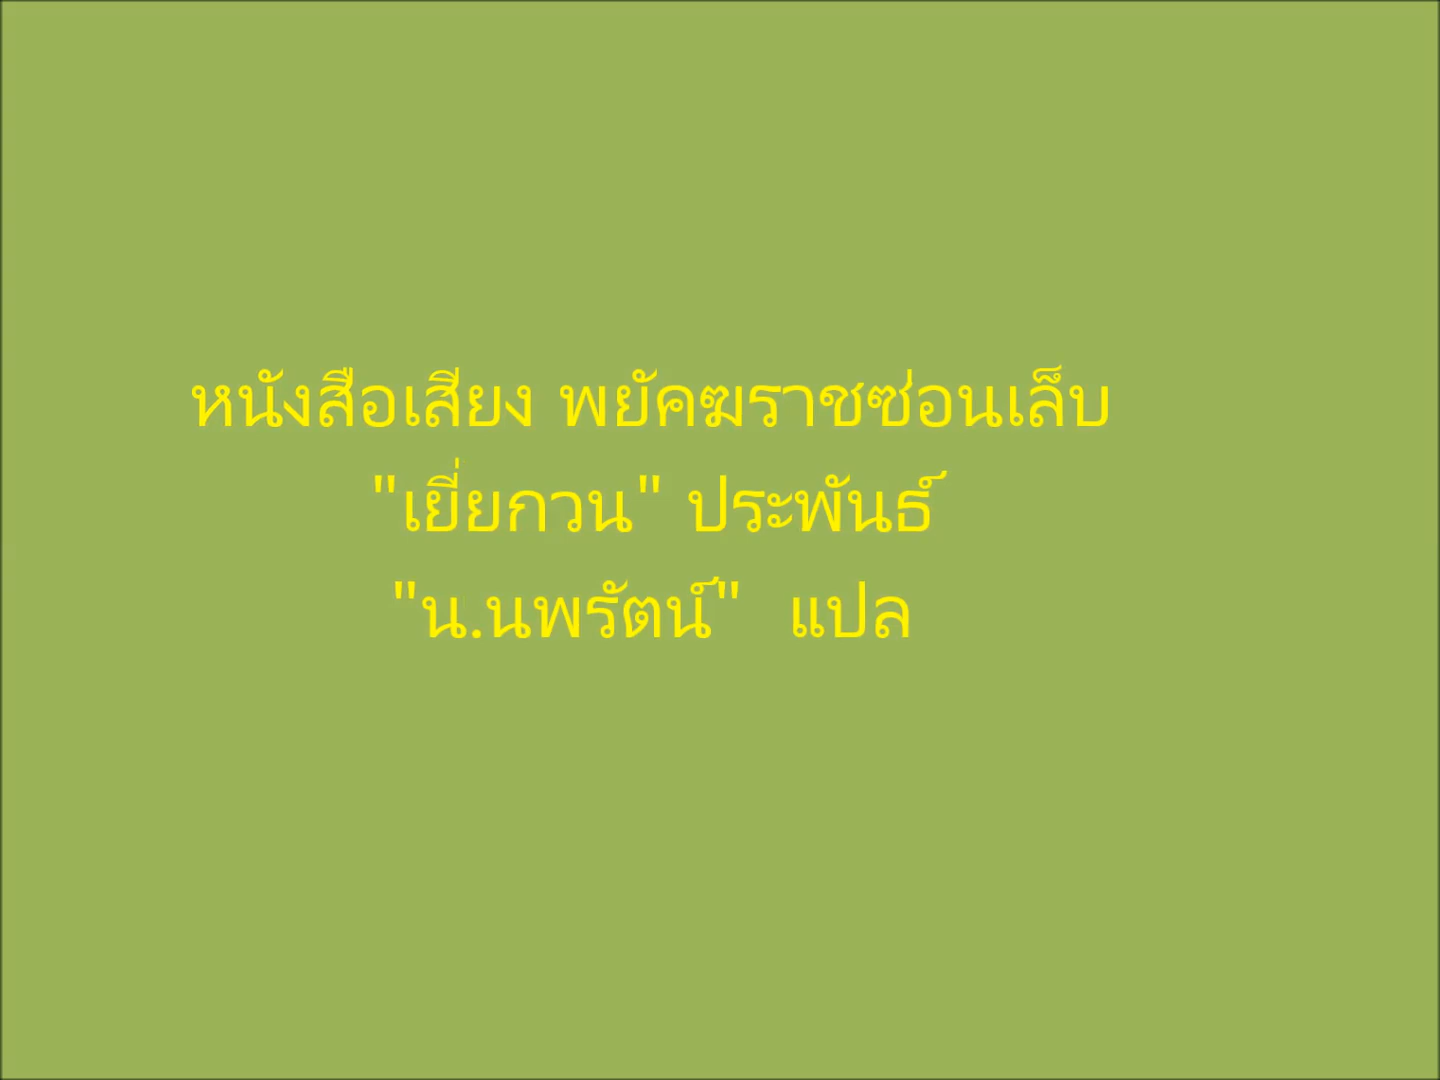 หนังสือเสียง พยัคฆราชซ่อนเล็บ
"เยี่ยกวน" ประพันธ์
"น.นพรัตน์" แปล